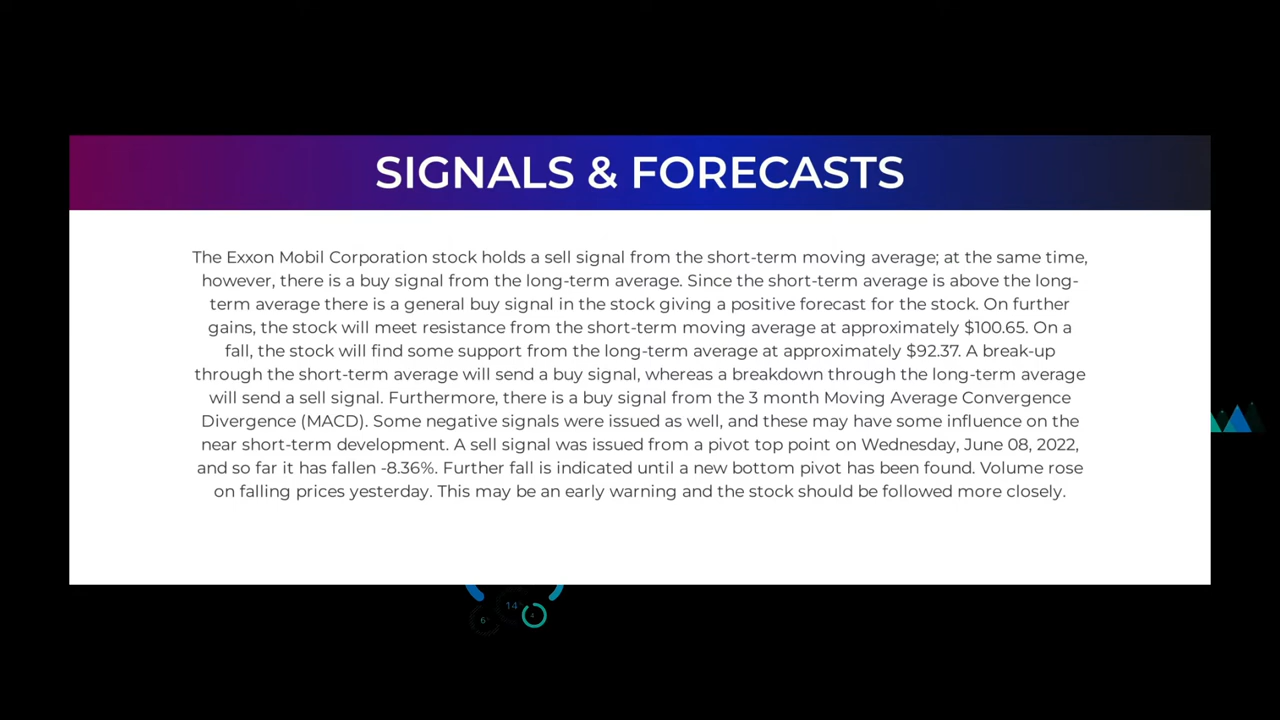 SIGNALS & FORECASTS
The Exxon Mobil Corporation stock holds a sell signal from the short-term moving average; at the same time,
however, there is a buy signal from the long-term average. Since the short-term average is above the long-
term average there is a general buy signal in the stock giving a positive forecast for the stock. On further
gains, the stock will meet resistance from the short-term moving average at approximately $100.65. On a
fall, the stock will find some support from the long-term average at approximately $92.37. A break-up
through the short-term average will send a buy signal, whereas a breakdown through the long-term average
will send a sell signal. Furthermore, there is a buy signal from the 3 month Moving Average Convergence
Divergence (MACD). Some negative signals were issued as well, and these may have some influence on the
near short-term development. A sell signal was issued from a pivot top point on Wednesday, June 08, 2022,
and so far it has fallen -8.36%. Further fall is indicated until a new bottom pivot has been found. Volume rose
on falling prices yesterday. This may be an early warning and the stock should be followed more closely.
14
6